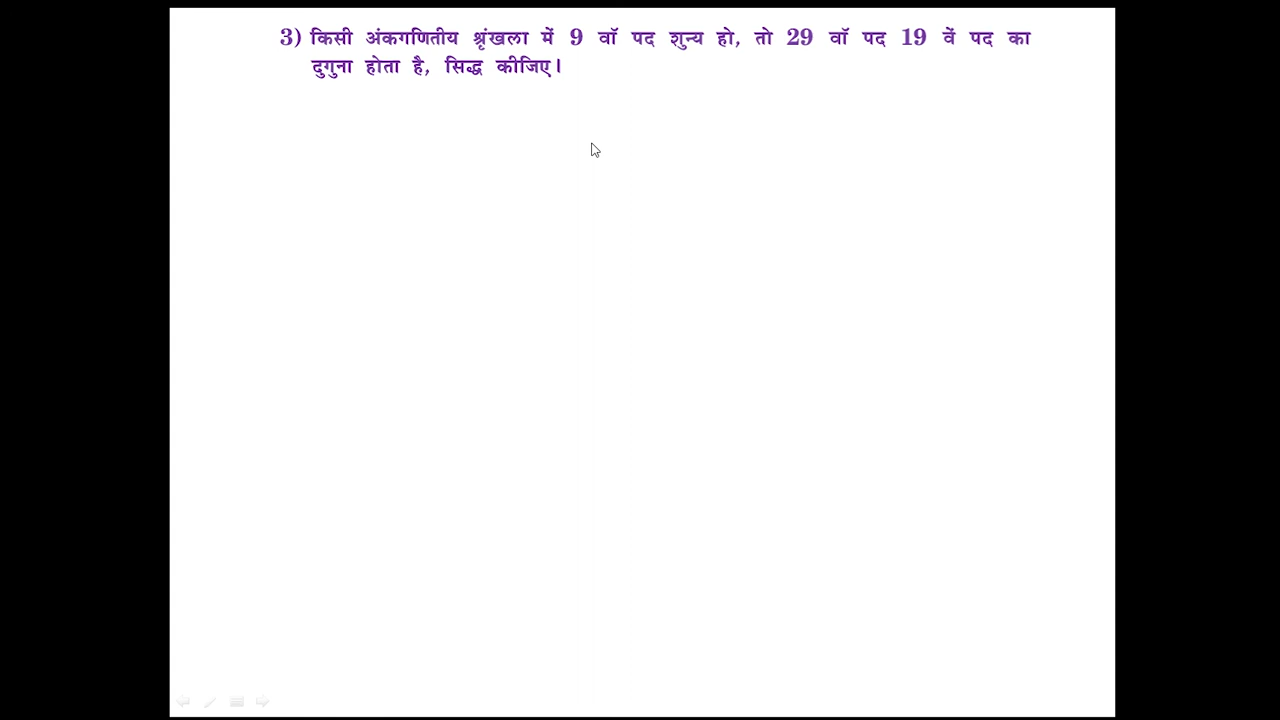 3) किसी अंकगणितीय श्रृंखला में 9 वॉ पद शुन्य हो, तो 29 वॉ पद 19 वें पद का
दुगुना होता है, सिद्ध कीजिए।